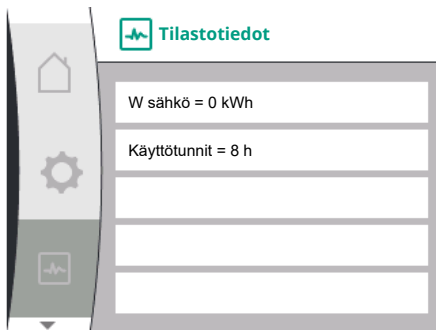 Tilastotiedot
W sähkö = 0 kWh
Käyttötunnit = 8 h